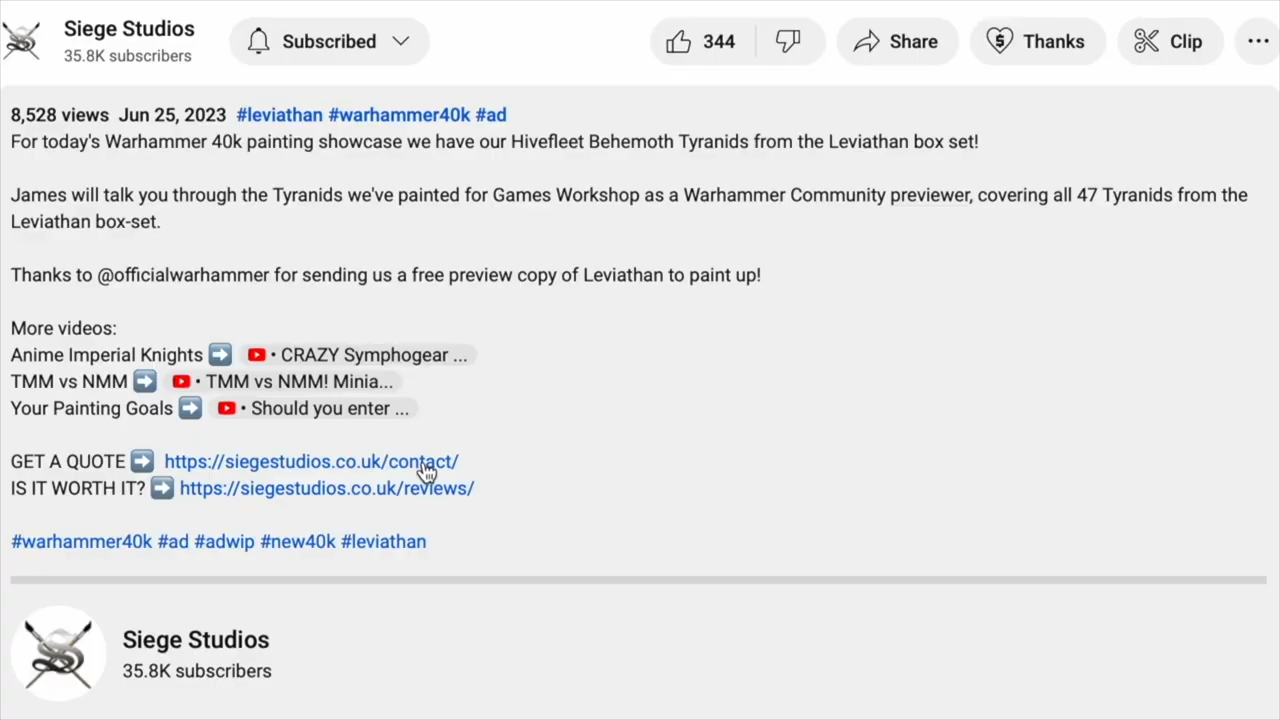 Siege Studios
35.8K subscribers
Subscribed
344
Share
Thanks
Clip
8,528 views Jun 25, 2023 #leviathan #warhammer40k #ad
For today's Warhammer 40k painting showcase we have our Hivefleet Behemoth Tyranids from the Leviathan box set!
James will talk you through the Tyranids we've painted for Games Workshop as a Warhammer Community previewer, covering all 47 Tyranids from the
Leviathan box-set.
Thanks to @officialwarhammer for sending us a free preview copy of Leviathan to paint up!
More videos:
Anime Imperial Knights ➡️ • CRAZY Symphogear ...
TMM vs NMM ➡️ • TMM vs NMM! Minia...
Your Painting Goals ➡️ • Should you enter ...
GET A QUOTE ➡️ https://siegestudios.co.uk/contact/
IS IT WORTH IT? ➡️ https://siegestudios.co.uk/reviews/
#warhammer40k #ad #adwip #new40k #leviathan
Siege Studios
35.8K subscribers